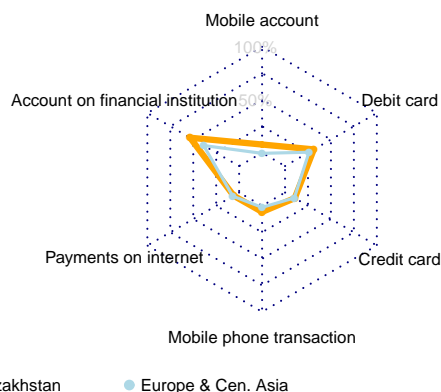 Mobile account
100%
Account on financial institution
50%
Debit card
Payments on internet
Credit card
Mobile phone transaction
zakhstan
Europe & Cen. Asia